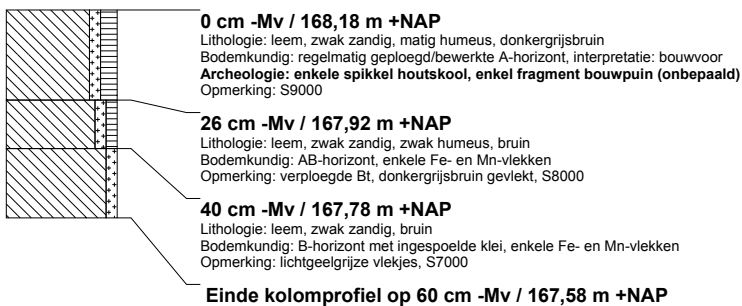 0 cm -Mv / 168,18 m +NAP
Lithologie: leem, zwak zandig, matig humeus, donkergrijsbruin
Bodemkundig: regelmatig geploegd/bewerkte A-horizont, interpretatie: bouwvoor
Archeologie: enkele spikkel houtskool, enkel fragment bouwpuin (onbepaald)
Opmerking: S9000
26 cm -Mv / 167,92 m +NAP
Lithologie: leem, zwak zandig, zwak humeus, bruin
Bodemkundig: AB-horizont, enkele Fe- en Mn-vlekken
Opmerking: verploegde Bt, donkergrijsbruin gevlekt, S8000
40 cm -Mv / 167,78 m +NAP
Lithologie: leem, zwak zandig, bruin
Bodemkundig: B-horizont met ingespoelde klei, enkele Fe- en Mn-vlekken
Opmerking: lichtgeelgrijze vlekjes, S7000
Einde kolomprofiel op 60 cm -Mv / 167,58 m +NAP